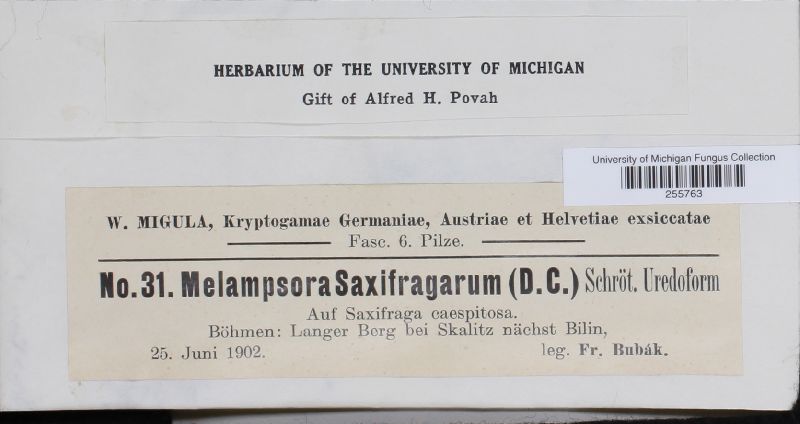 HERBARIUM OF THE UNIVERSITY OF MICHIGAN
Gift of Alfred H. Povah
University of Michigan Fungus Collection
255763
W. MIGULA, Kryptogamae Germaniae, Austriae et Helvetiae exsiccatae
Fasc. 6. Pilze.
No. 31. Melampsora Saxifragarum (D.C.) Schröt. Uredoform
Auf Saxifraga caespitosa.
Böhmen: Langer Berg bei Skalitz nächst Bilin,
25. Juni 1902. leg. Fr. Bubák.